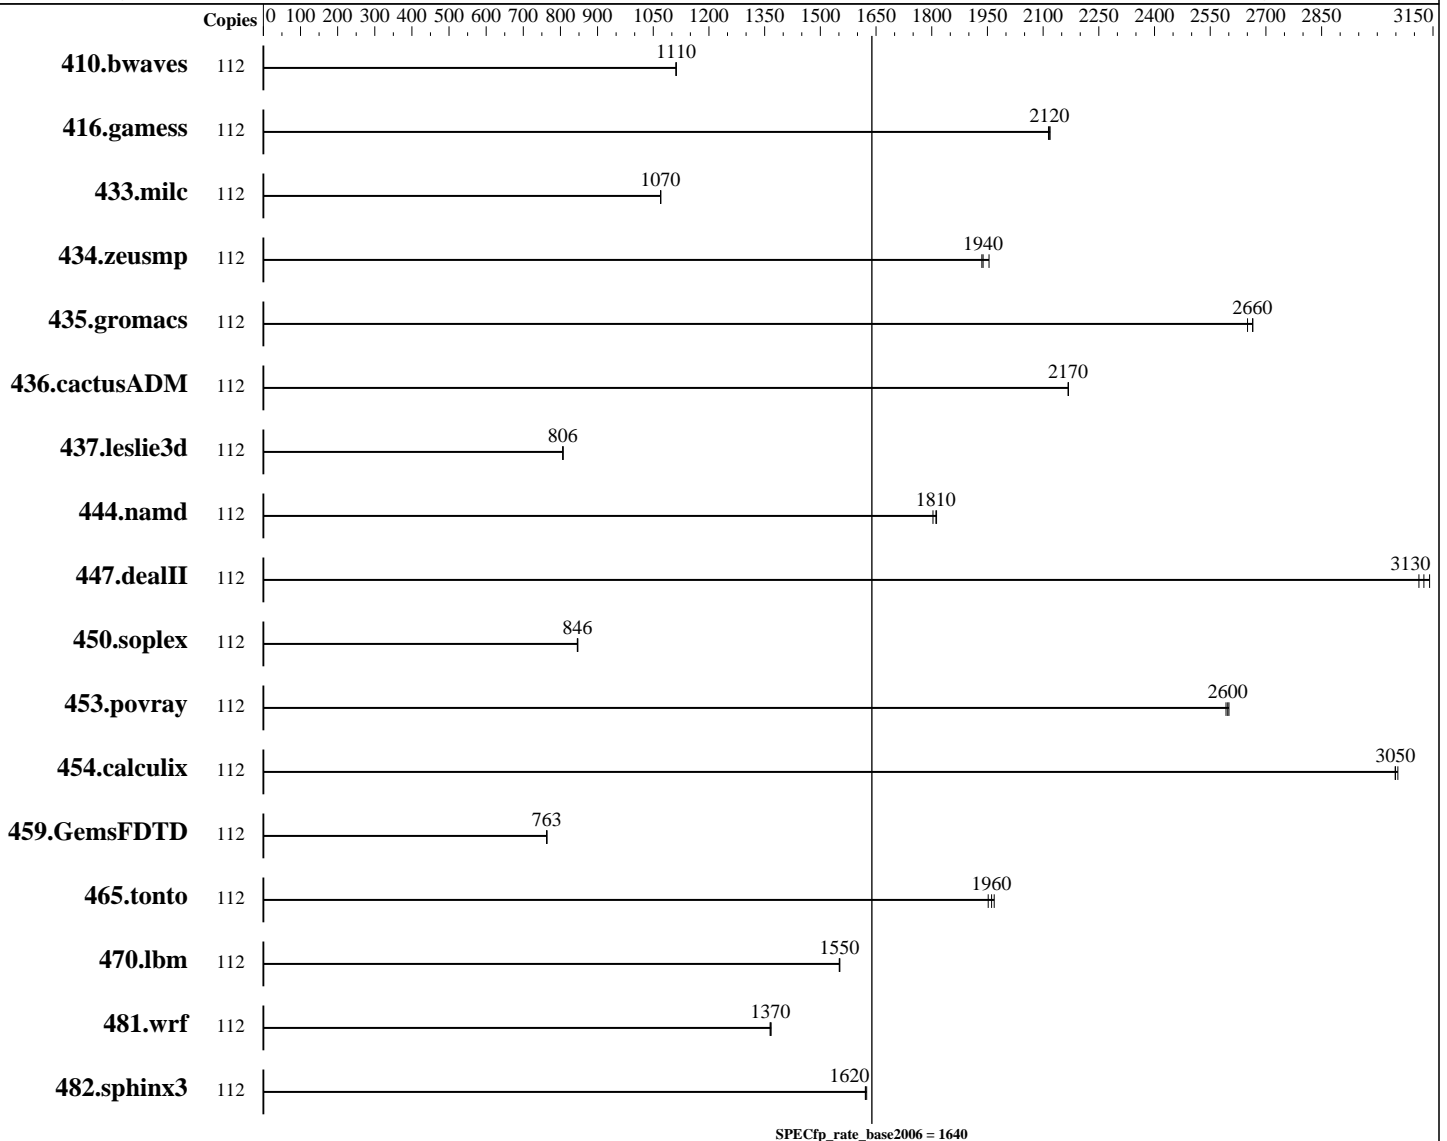 Copies 0 100 200 300 400 500 600 700 800 900 1050 1200 1350 1500 1650 1800 1950 2100 2250 2400 2550 2700 2850 3150
410.bwaves 112 1110
416.gamess 112 2120
433.milc 112 1070
434.zeusmp 112 1940
435.gromacs 112 2660
436.cactusADM 112 2170
437.leslie3d 112 806
444.namd 112 1810
447.dealII 112 3130
450.soplex 112 846
453.povray 112 2600
454.calculix 112 3050
459.GemsFDTD 112 763
465.tonto 112 1960
470.lbm 112 1550
481.wrf 112 1370
482.sphinx3 112 1620
SPECfp_rate_base2006 = 1640